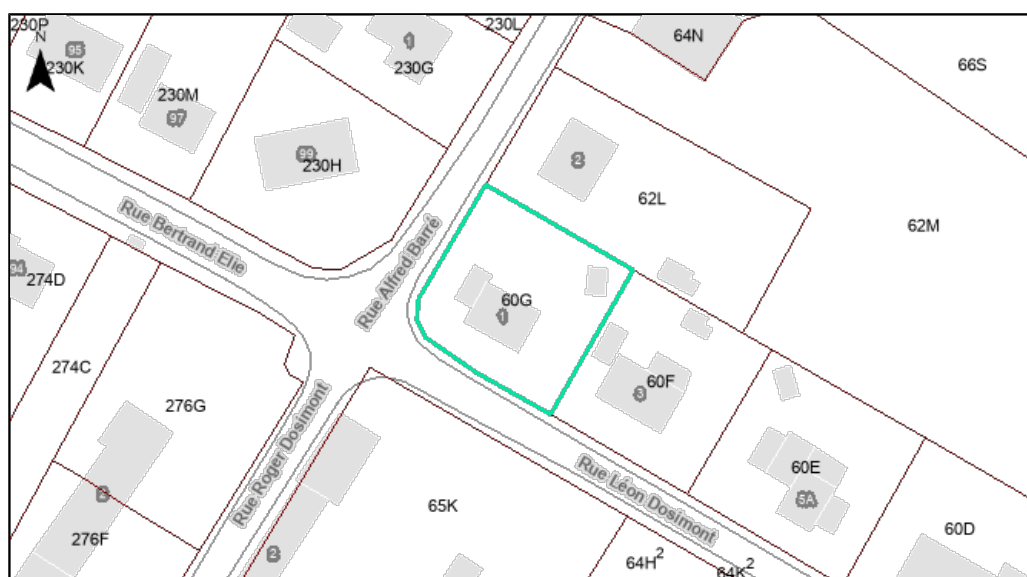 230P
N
95
230K
230M
97
1
230G
230L
64N
66S
99
230H
2
62L
62M
Rue Bertrand Elie
Rue Alfred Barré
94
274D
60G
1
274C
276G
60F
3
Rue Roger Dosimont
60E
5A
2
276F
65K
Rue Léon Dosimont
60D
2
64H²
64K²